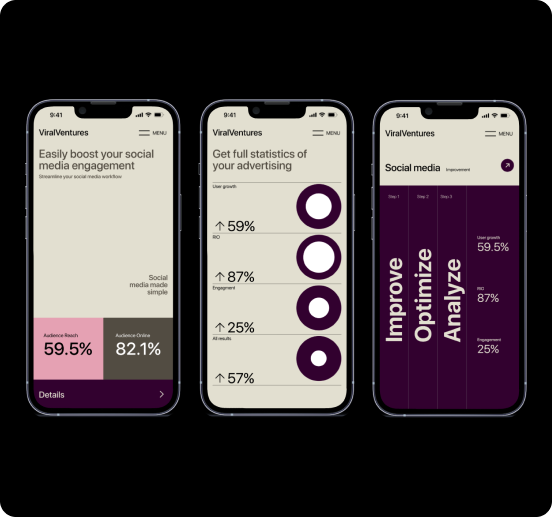 9:41
ViralVentures
MENU
Easily boost your social
media engagement
Streamline your social media workflow
Social
media made
simple
Audience Reach
59.5%
Audience Online
82.1%
Details
9:41
ViralVentures
MENU
Get full statistics of
your advertising
User growth
59%
RIO
87%
Engagment
25%
All results
57%
9:41
ViralVentures
MENU
Social media
Improvement
Step 1
Step 2
Step 3
Improve
Optimize
Analyze
User growth
59.5%
RIO
87%
Engagement
25%